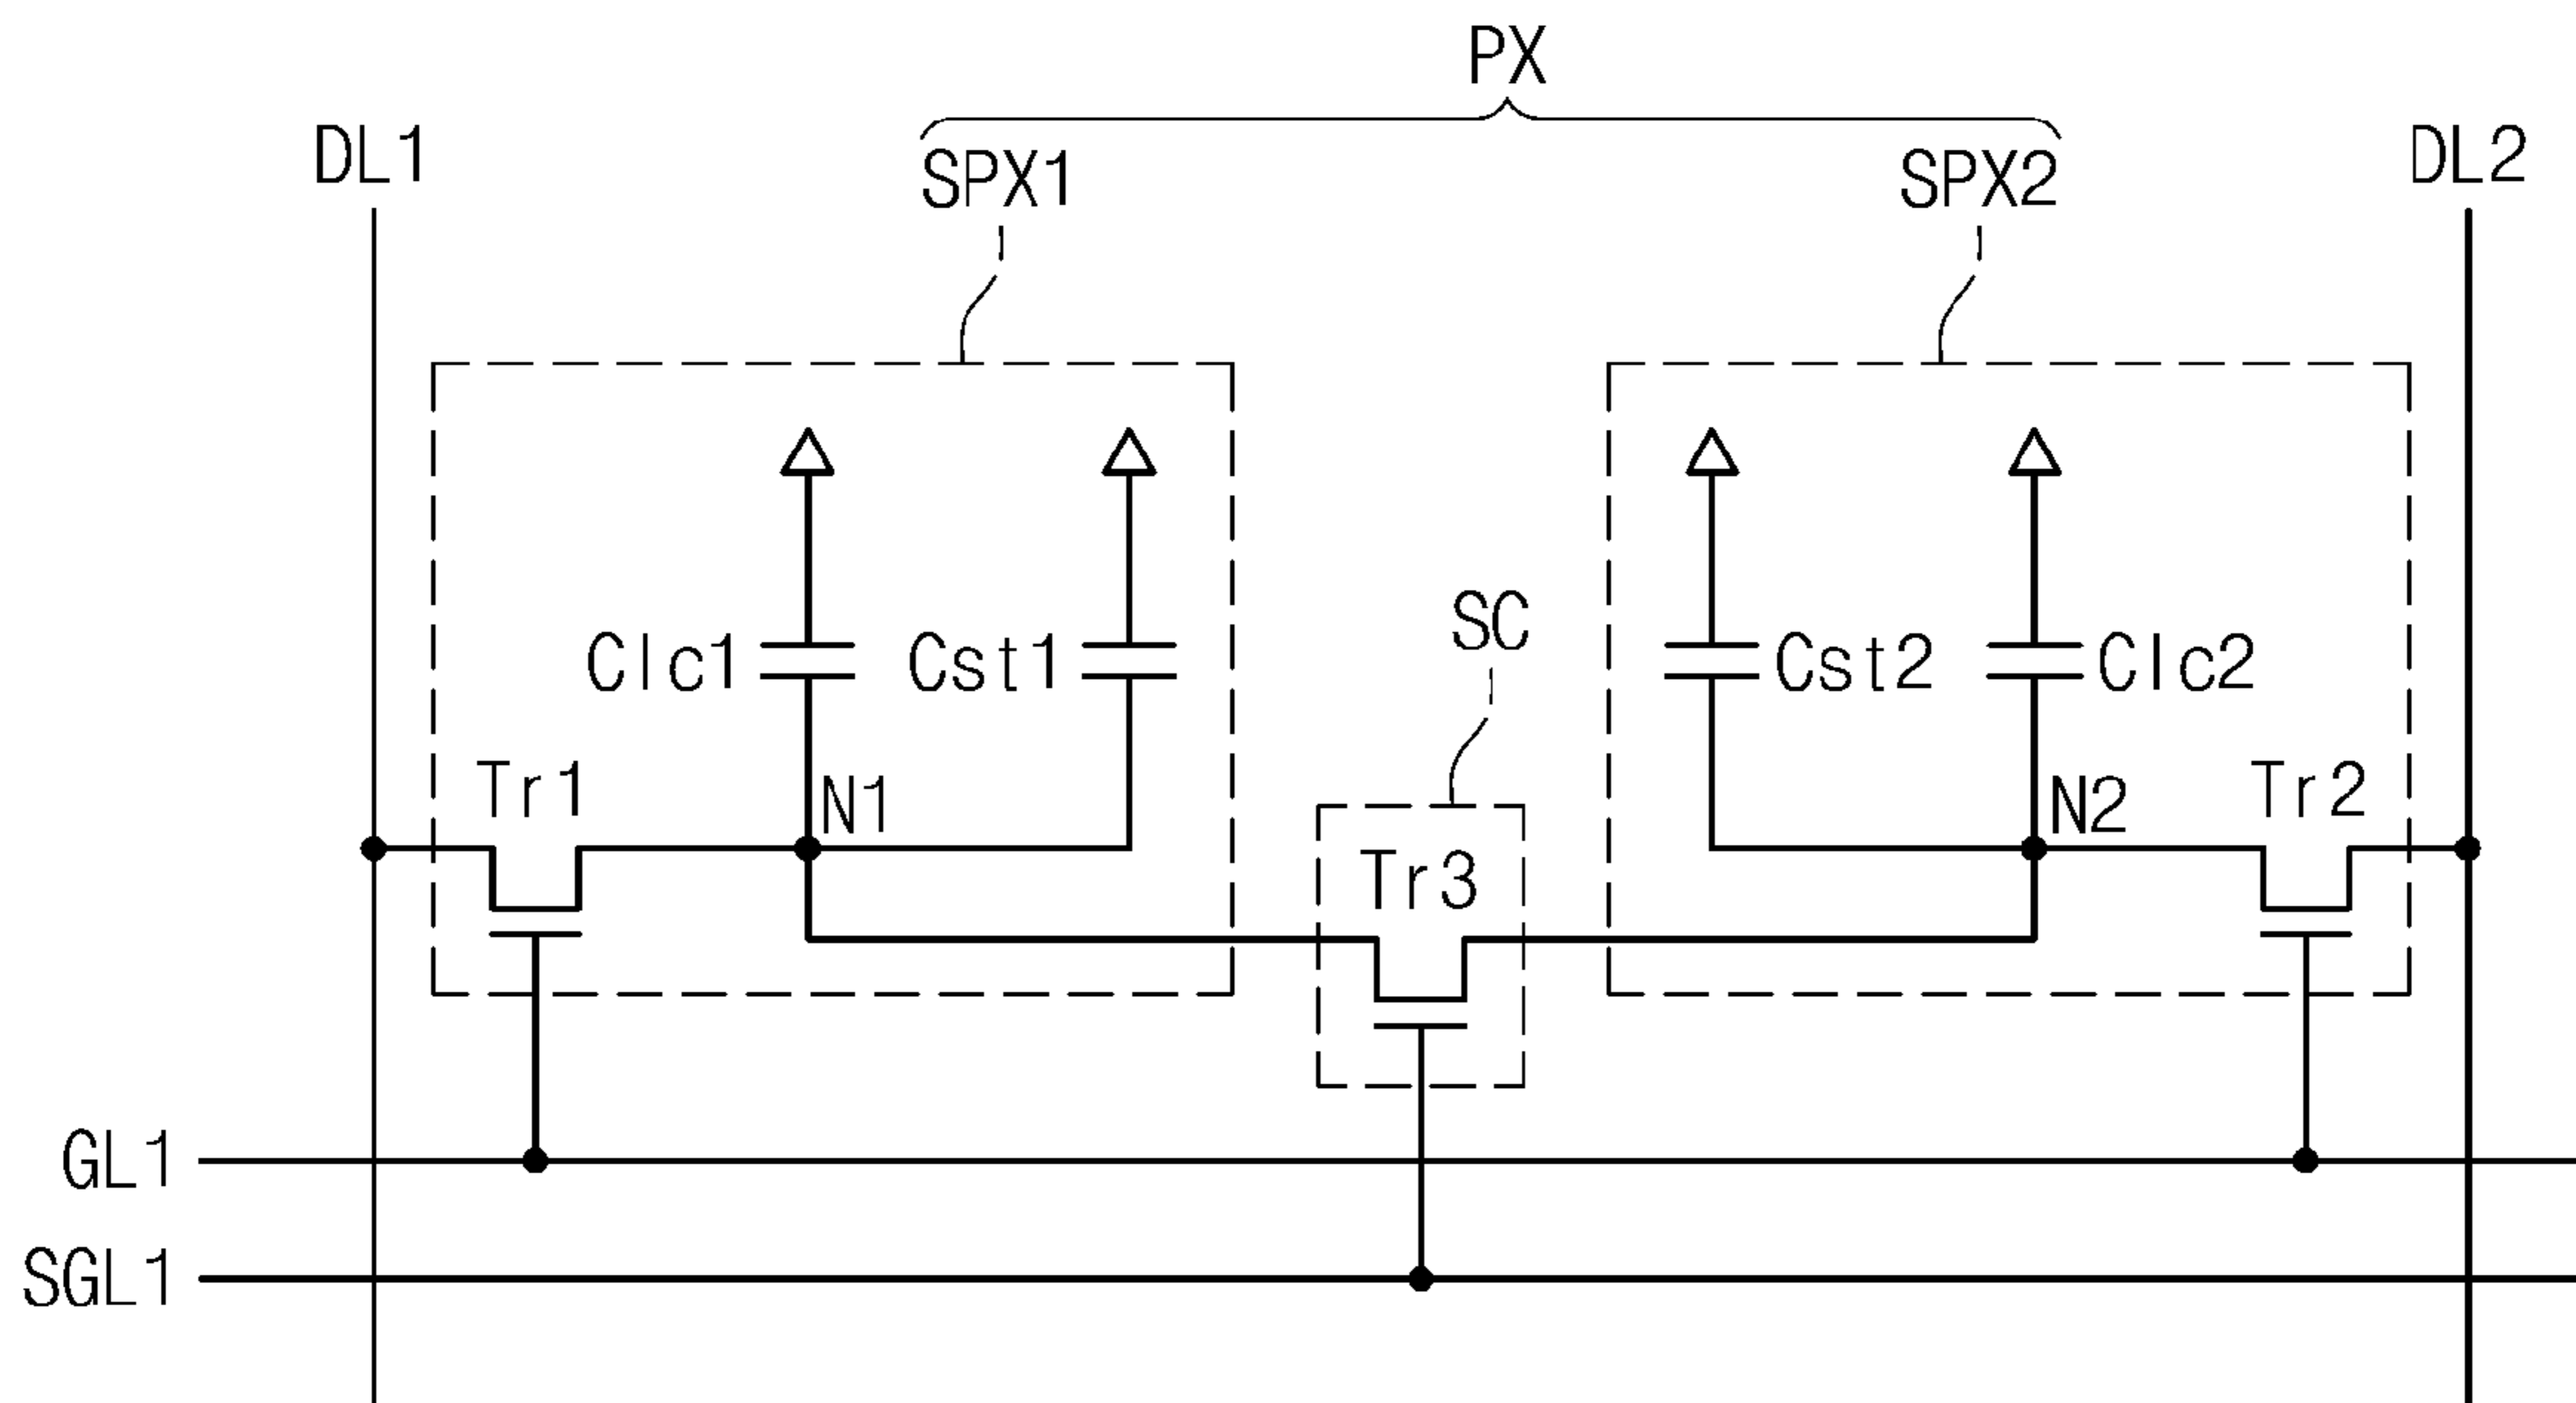 PX
DL1
SPX1
SPX2
DL2
SC
Clc1
Cst1
Cst2
Clc2
Tr1
N1
N2
Tr2
Tr3
GL1
SGL1